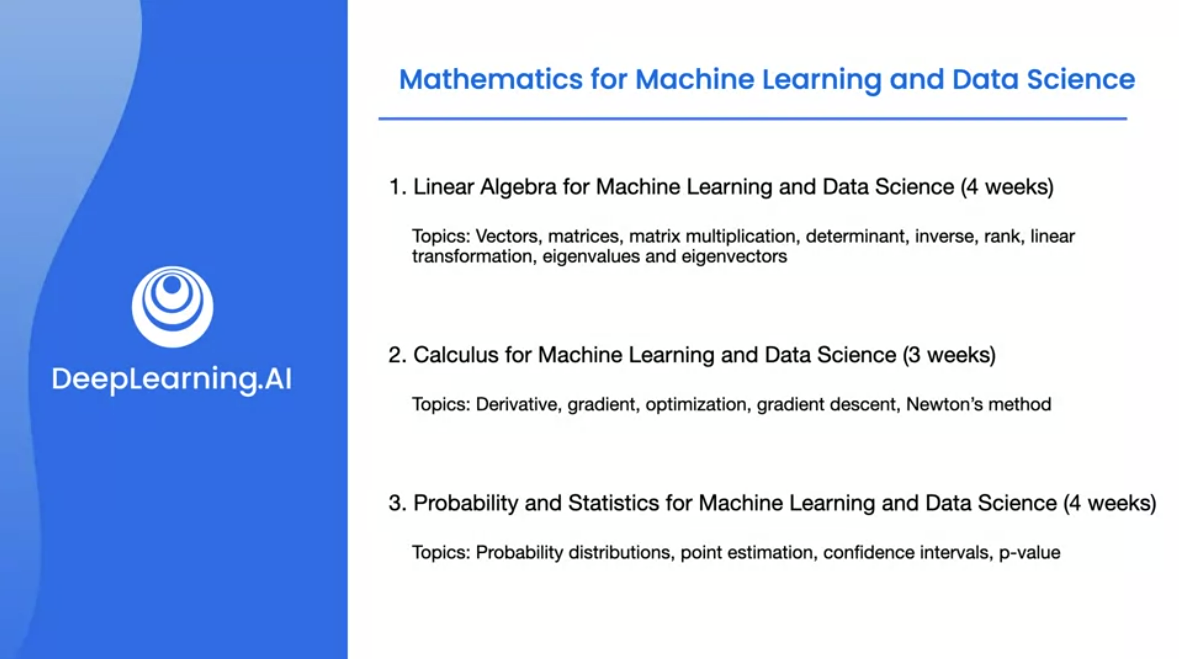 Mathematics for Machine Learning and Data Science
1. Linear Algebra for Machine Learning and Data Science (4 weeks)
Topics: Vectors, matrices, matrix multiplication, determinant, inverse, rank, linear
transformation, eigenvalues and eigenvectors
DeepLearning.AI
2. Calculus for Machine Learning and Data Science (3 weeks)
Topics: Derivative, gradient, optimization, gradient descent, Newton’s method
3. Probability and Statistics for Machine Learning and Data Science (4 weeks)
Topics: Probability distributions, point estimation, confidence intervals, p-value